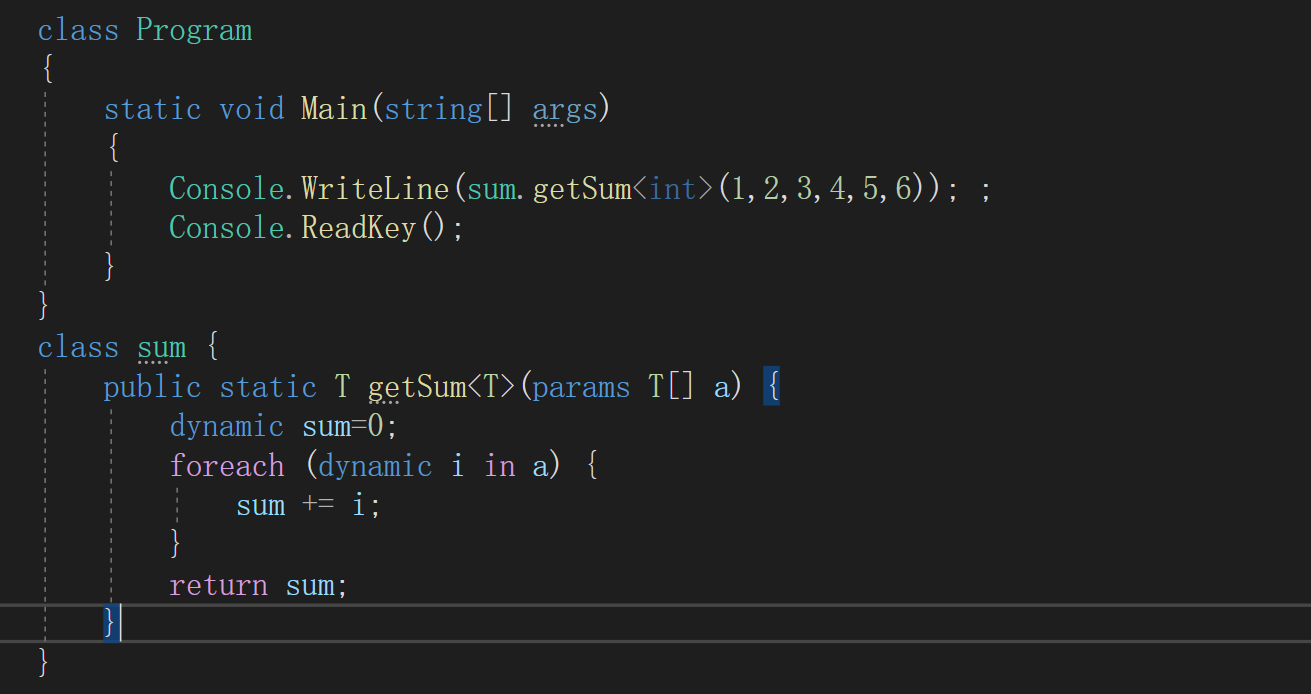 class Program
{
static void Main(string[] args)
{
Console.WriteLine(sum.getSum<int>(1,2,3,4,5,6)); ;
Console.ReadKey();
}
}
class sum {
public static T getSum<T>(params T[] a) {
dynamic sum=0;
foreach (dynamic i in a) {
sum += i;
}
return sum;
}
}